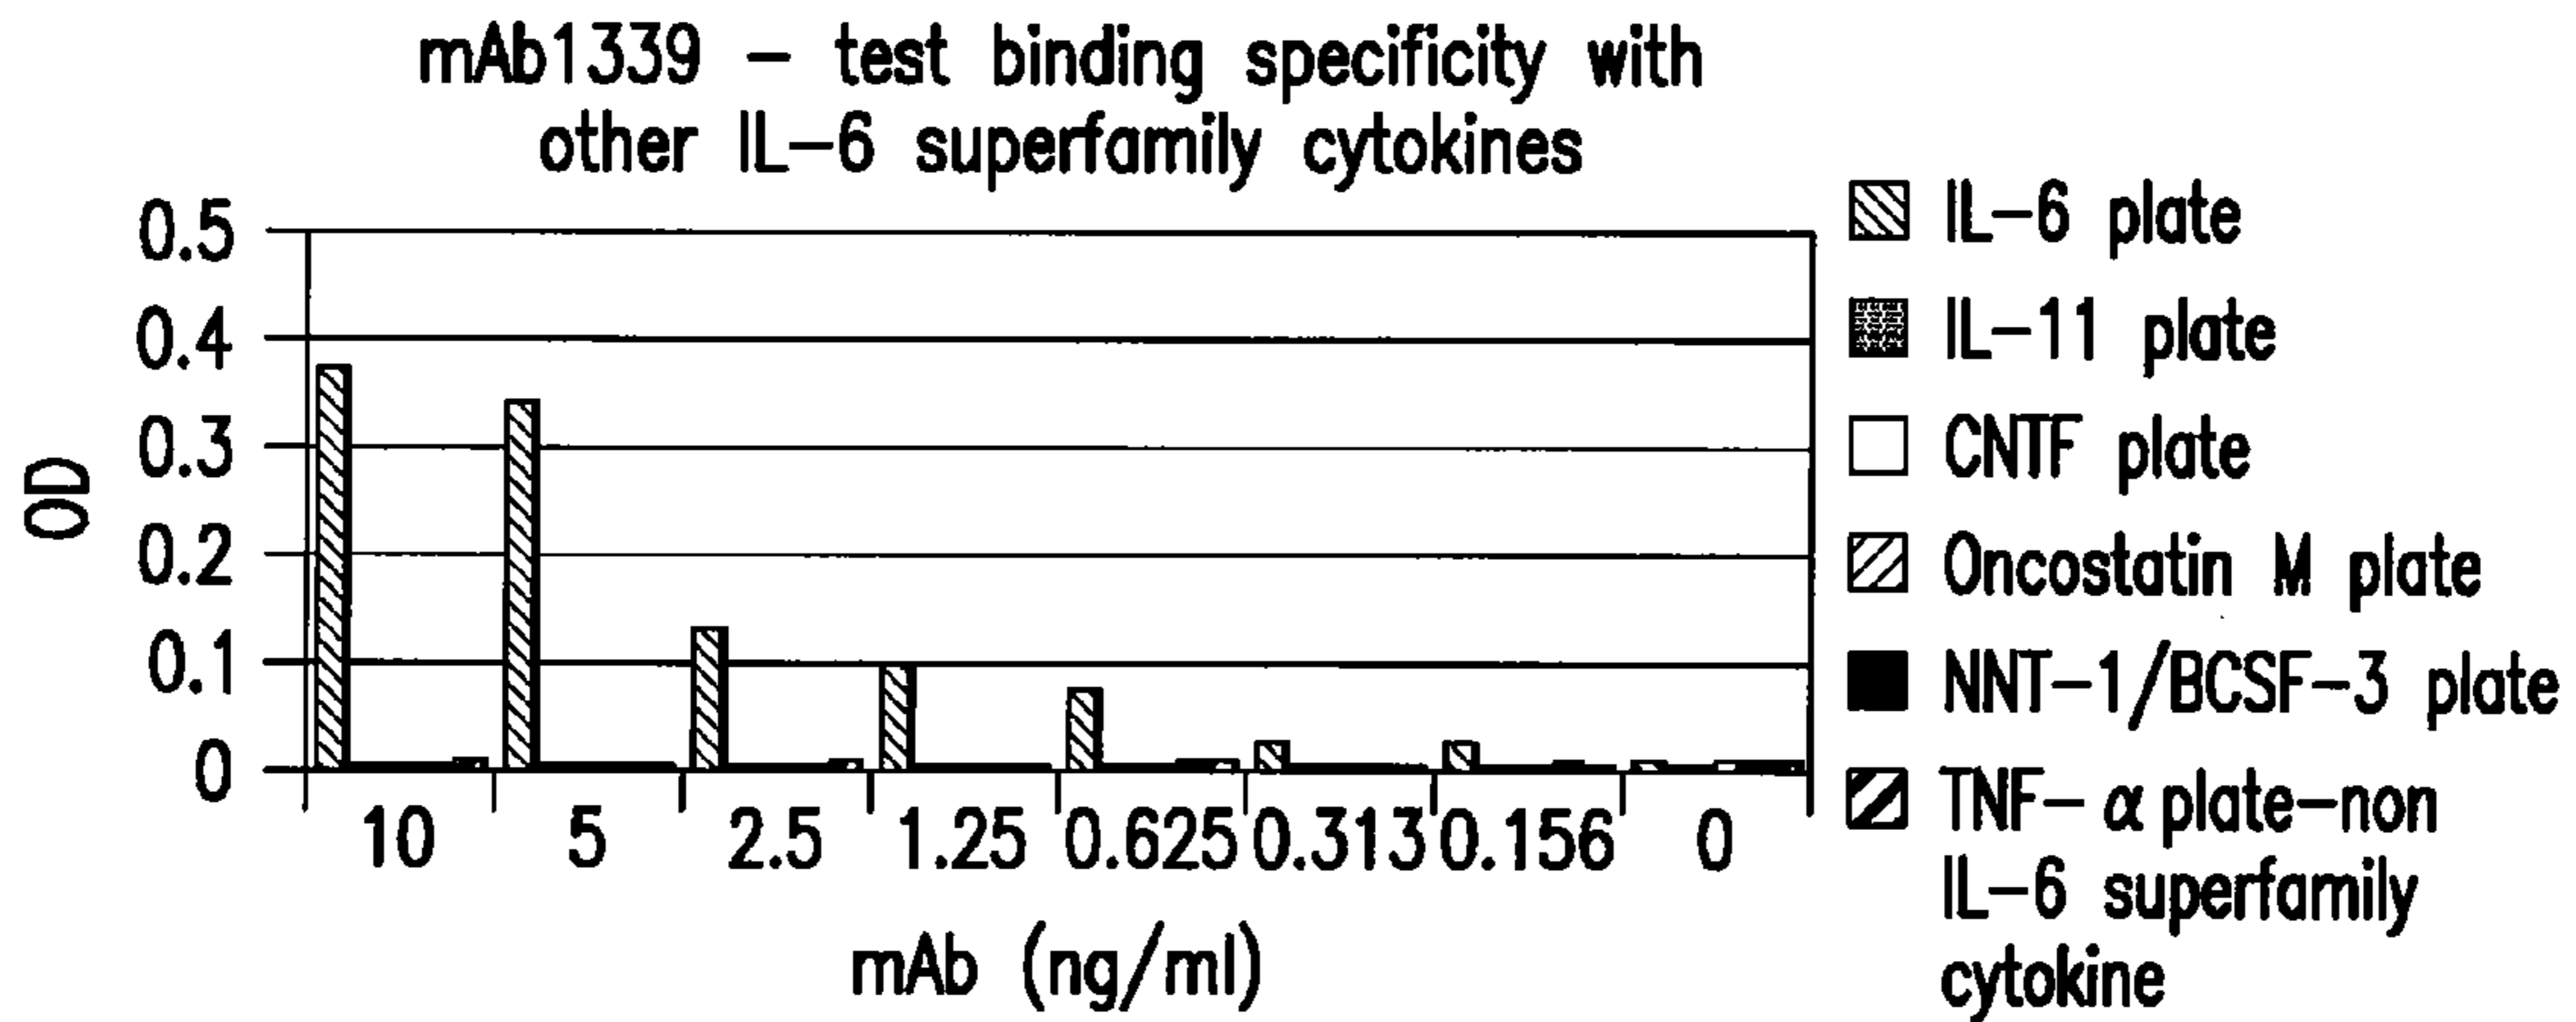 mAb1339 – test binding specificity with
other IL–6 superfamily cytokines
0.5
0.4
0.3
0.2
0.1
0
OD
10 5 2.5 1.25 0.625 0.313 0.156 0
mAb (ng/ml)
IL–6 plate
IL–11 plate
CNTF plate
Oncostatin M plate
NNT–1/BCSF–3 plate
TNF– α plate–non
IL–6 superfamily
cytokine